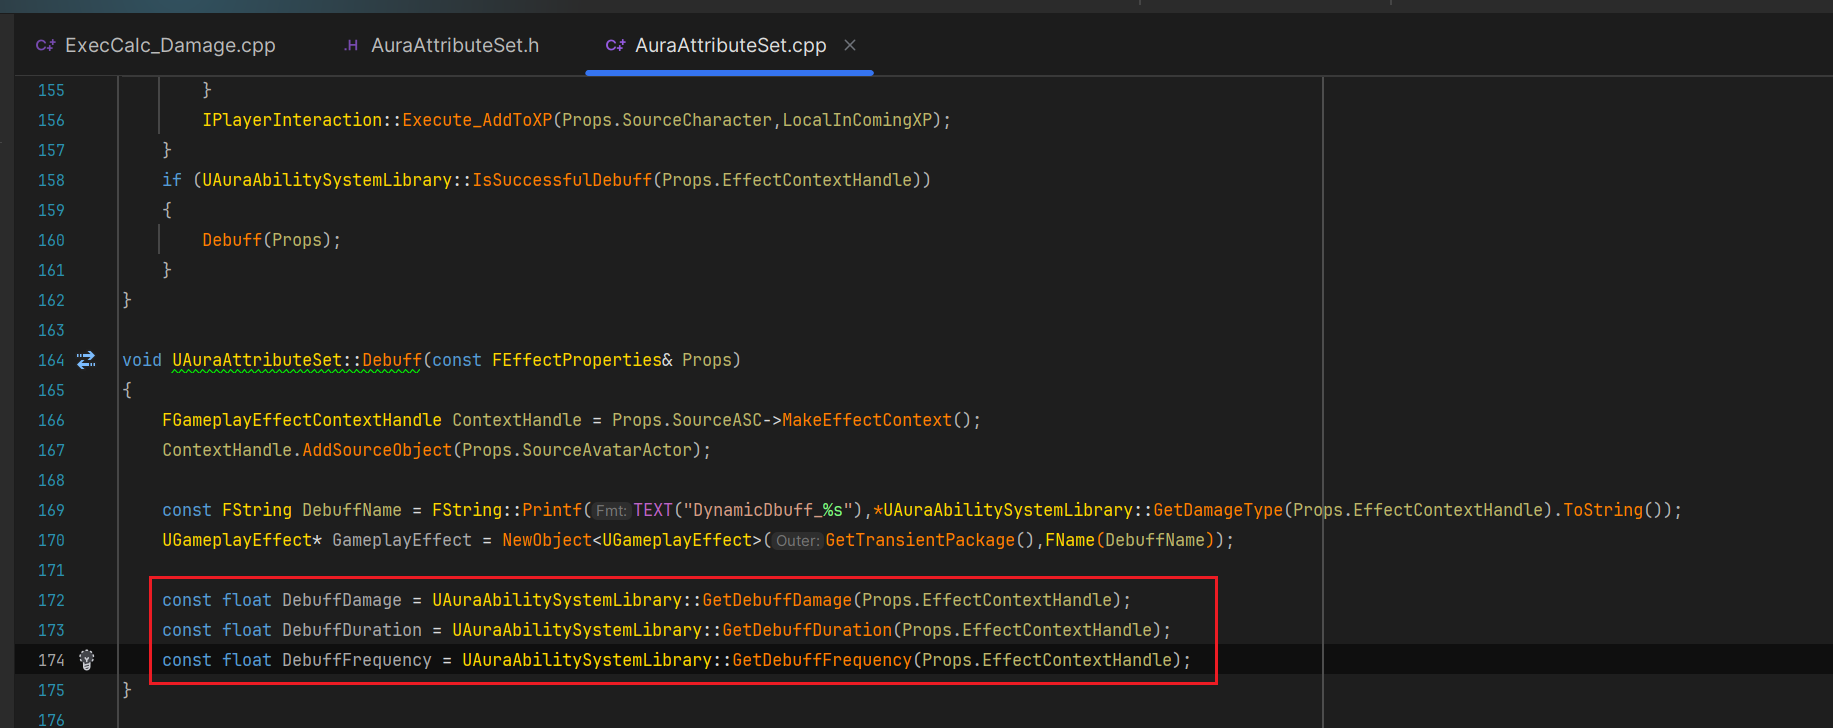 C++ ExecCalc_Damage.cpp .H AuraAttributeSet.h C++ AuraAttributeSet.cpp ×
155 }
156 IPlayerInteraction::Execute_AddToXP(Props.SourceCharacter,LocalInComingXP);
157 }
158 if (UAuraAbilitySystemLibrary::IsSuccessfulDebuff(Props.EffectContextHandle))
159 {
160 Debuff(Props);
161 }
162 }
163
164 void UAuraAttributeSet::Debuff(const FEffectProperties& Props)
165 {
166 FGameplayEffectContextHandle ContextHandle = Props.SourceASC->MakeEffectContext();
167 ContextHandle.AddSourceObject(Props.SourceAvatarActor);
168
169 const FString DebuffName = FString::Printf(Fmt:TEXT("DynamicDbuff_%s"),*UAuraAbilitySystemLibrary::GetDamageType(Props.EffectContextHandle).ToString());
170 UGameplayEffect* GameplayEffect = NewObject<UGameplayEffect>(Outer:GetTransientPackage(),FName(DebuffName));
171
172 const float DebuffDamage = UAuraAbilitySystemLibrary::GetDebuffDamage(Props.EffectContextHandle);
173 const float DebuffDuration = UAuraAbilitySystemLibrary::GetDebuffDuration(Props.EffectContextHandle);
174 const float DebuffFrequency = UAuraAbilitySystemLibrary::GetDebuffFrequency(Props.EffectContextHandle);
175 }
176